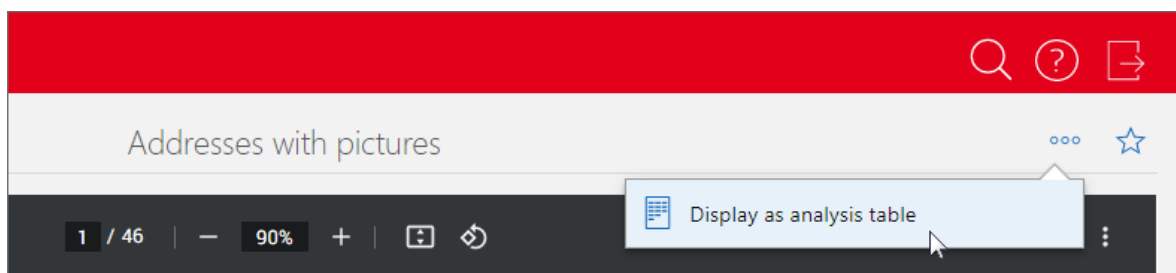 Addresses with pictures
Display as analysis table
1 / 46 90%